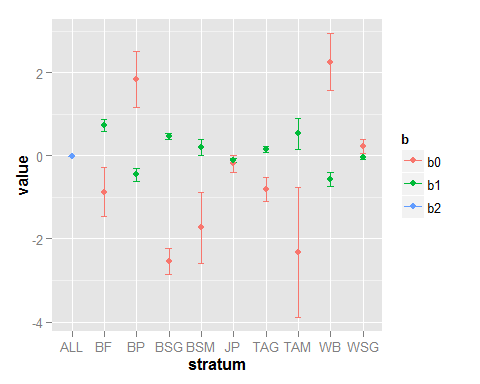 2
0
-2
-4
value
ALL BF BP BSG BSM JP TAG TAM WB WSG
stratum
b
b0
b1
b2